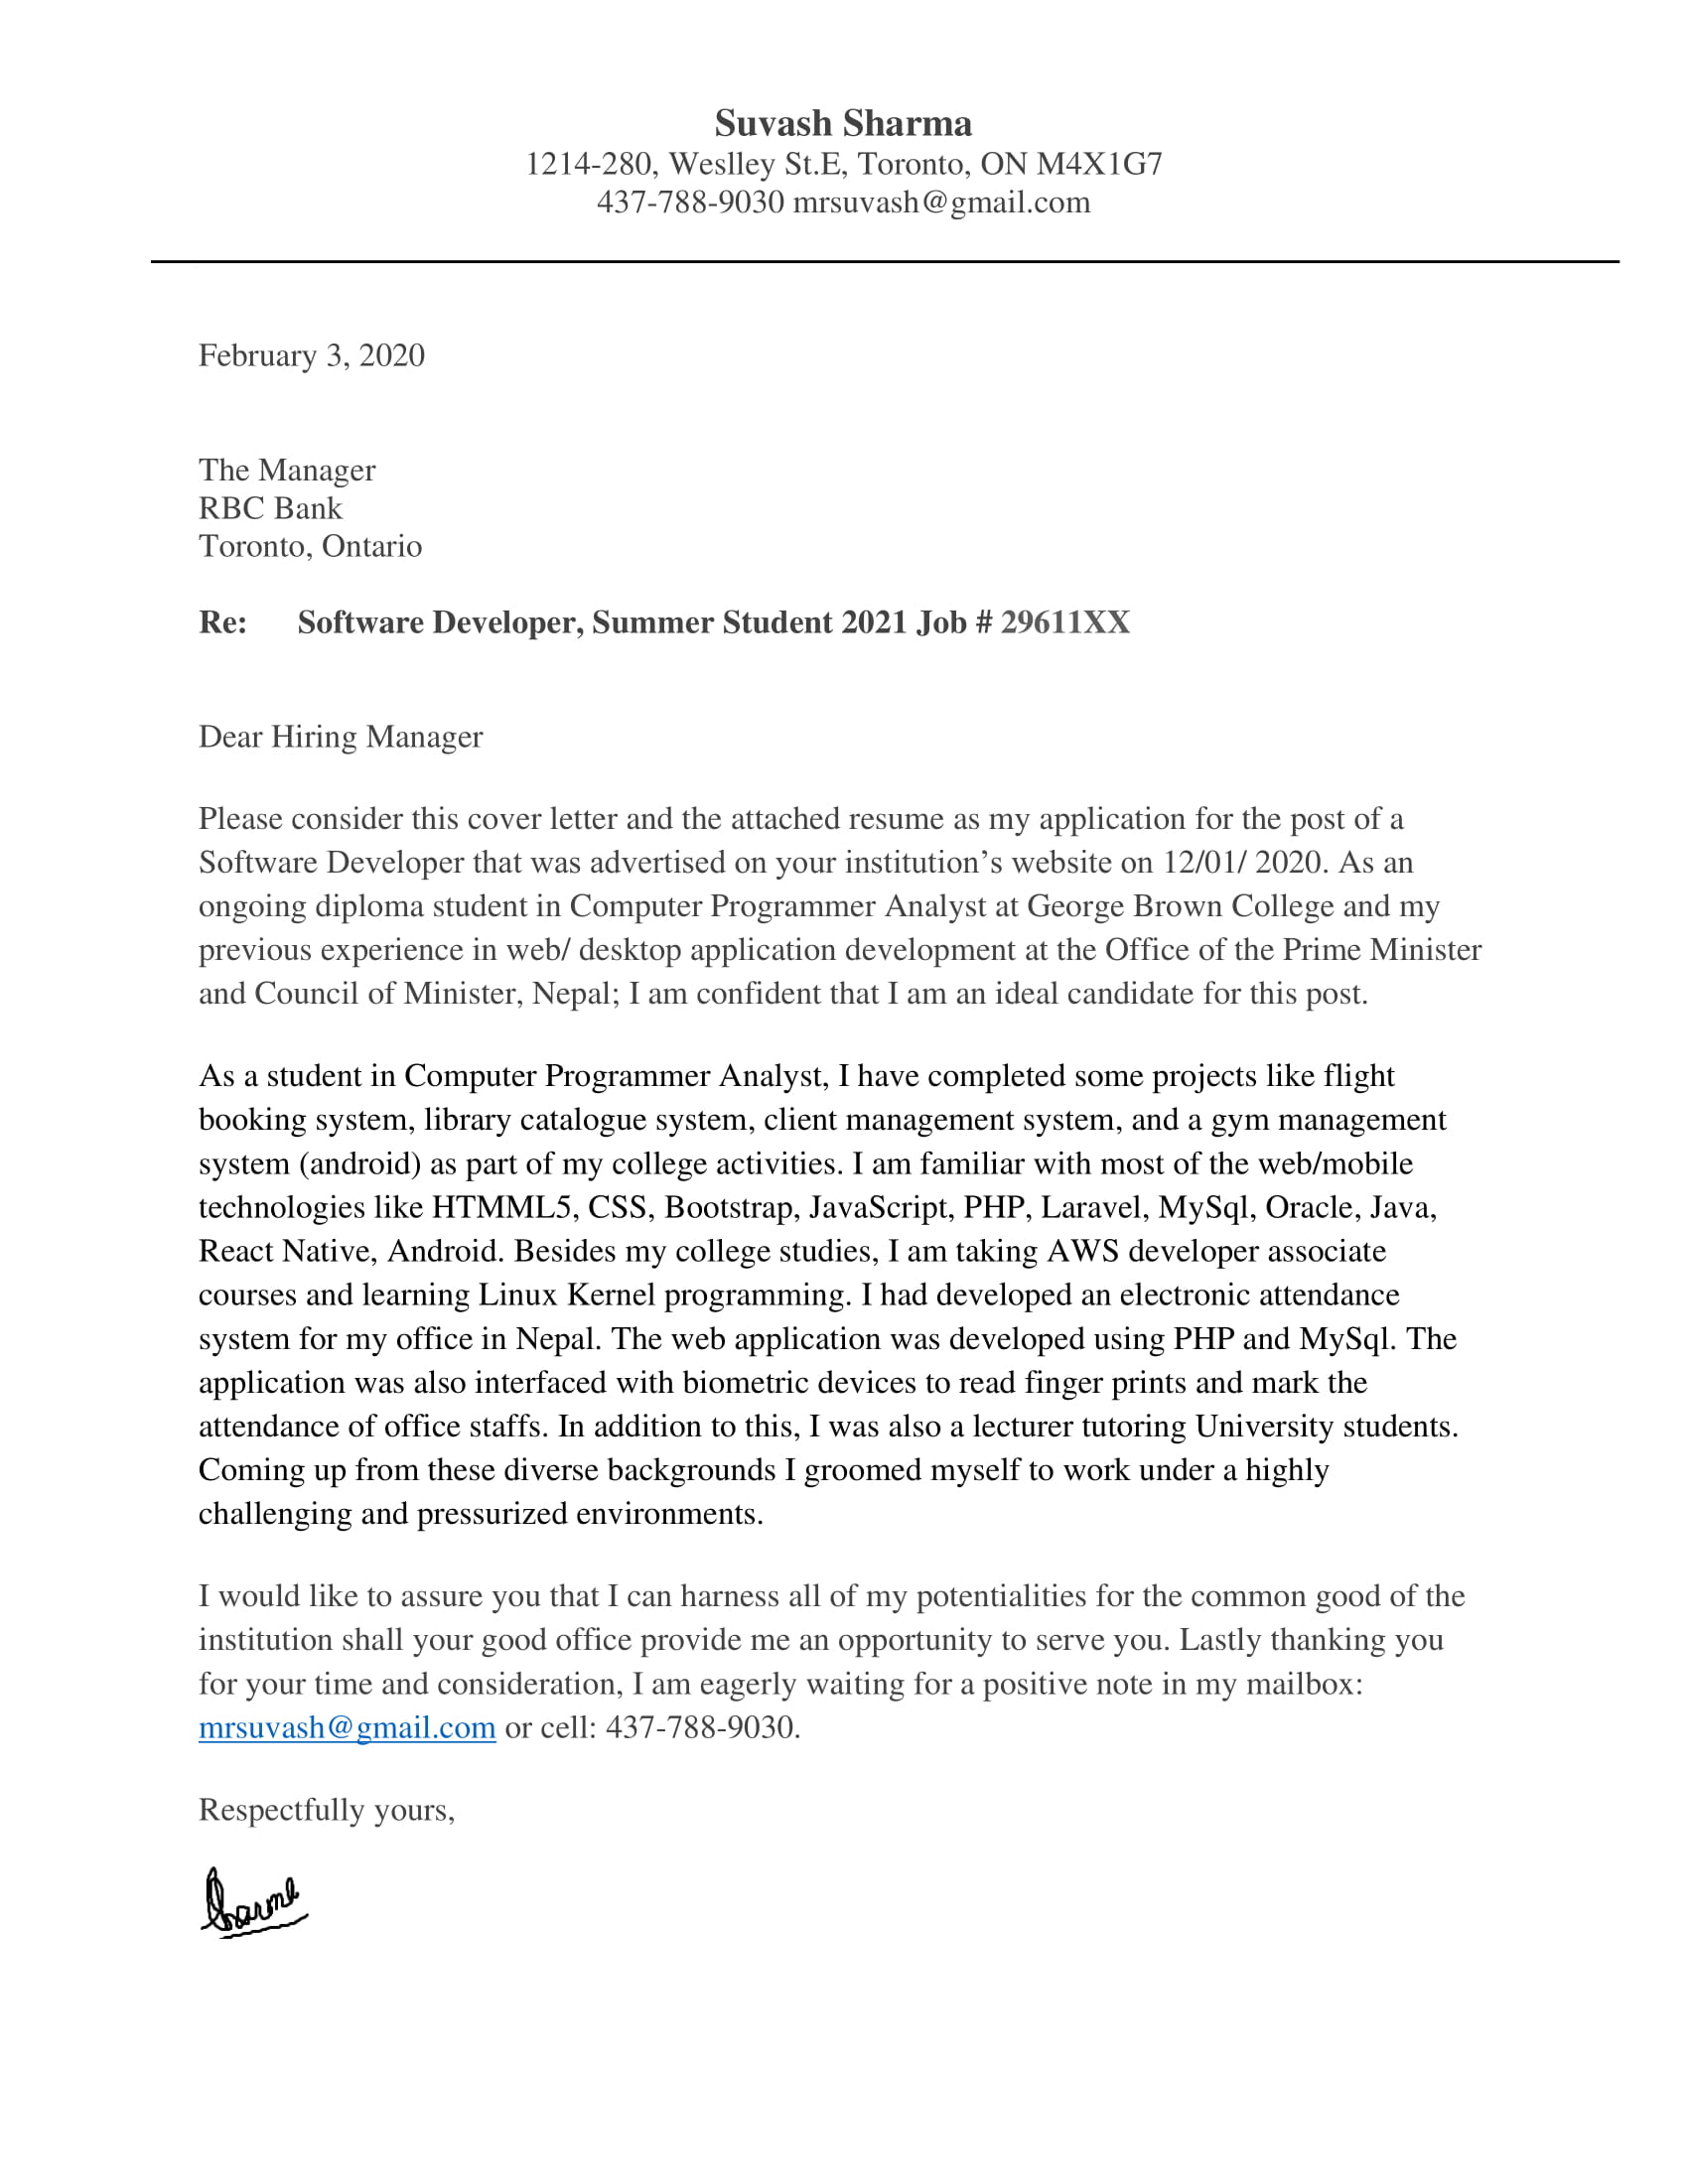 Suvash Sharma
1214-280, Weslley St.E, Toronto, ON M4X1G7
437-788-9030 mrsuvash@gmail.com
February 3, 2020
The Manager
RBC Bank
Toronto, Ontario
Re: Software Developer, Summer Student 2021 Job # 29611XX
Dear Hiring Manager
Please consider this cover letter and the attached resume as my application for the post of a
Software Developer that was advertised on your institution’s website on 12/01/ 2020. As an
ongoing diploma student in Computer Programmer Analyst at George Brown College and my
previous experience in web/ desktop application development at the Office of the Prime Minister
and Council of Minister, Nepal; I am confident that I am an ideal candidate for this post.
As a student in Computer Programmer Analyst, I have completed some projects like flight
booking system, library catalogue system, client management system, and a gym management
system (android) as part of my college activities. I am familiar with most of the web/mobile
technologies like HTMML5, CSS, Bootstrap, JavaScript, PHP, Laravel, MySql, Oracle, Java,
React Native, Android. Besides my college studies, I am taking AWS developer associate
courses and learning Linux Kernel programming. I had developed an electronic attendance
system for my office in Nepal. The web application was developed using PHP and MySql. The
application was also interfaced with biometric devices to read finger prints and mark the
attendance of office staffs. In addition to this, I was also a lecturer tutoring University students.
Coming up from these diverse backgrounds I groomed myself to work under a highly
challenging and pressurized environments.
I would like to assure you that I can harness all of my potentialities for the common good of the
institution shall your good office provide me an opportunity to serve you. Lastly thanking you
for your time and consideration, I am eagerly waiting for a positive note in my mailbox:
mrsuvash@gmail.com or cell: 437-788-9030.
Respectfully yours,
Sharma